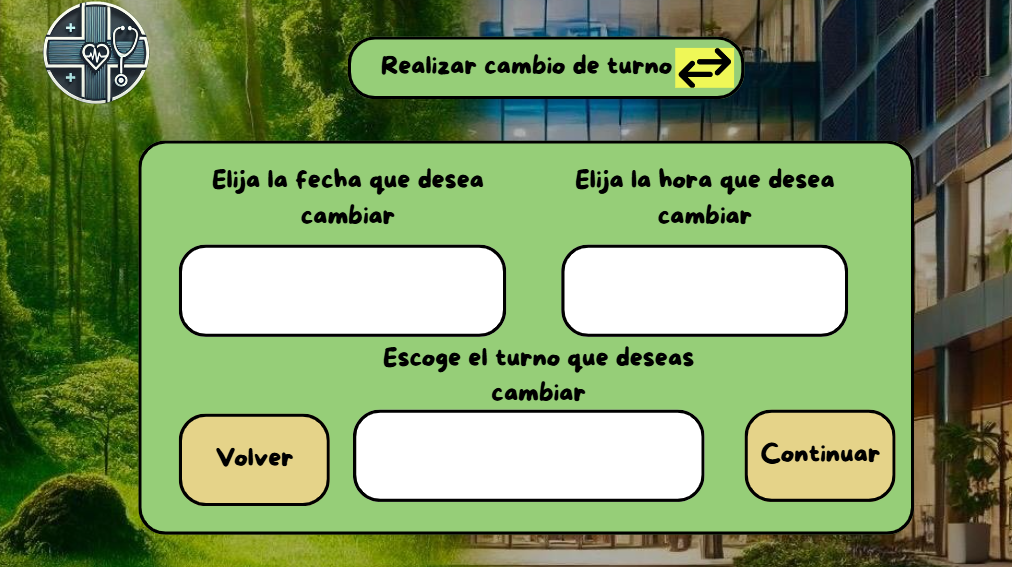 Realizar cambio de turno
Elija la fecha que desea
cambiar
Elija la hora que desea
cambiar
Escoge el turno que deseas
cambiar
Volver
Continuar